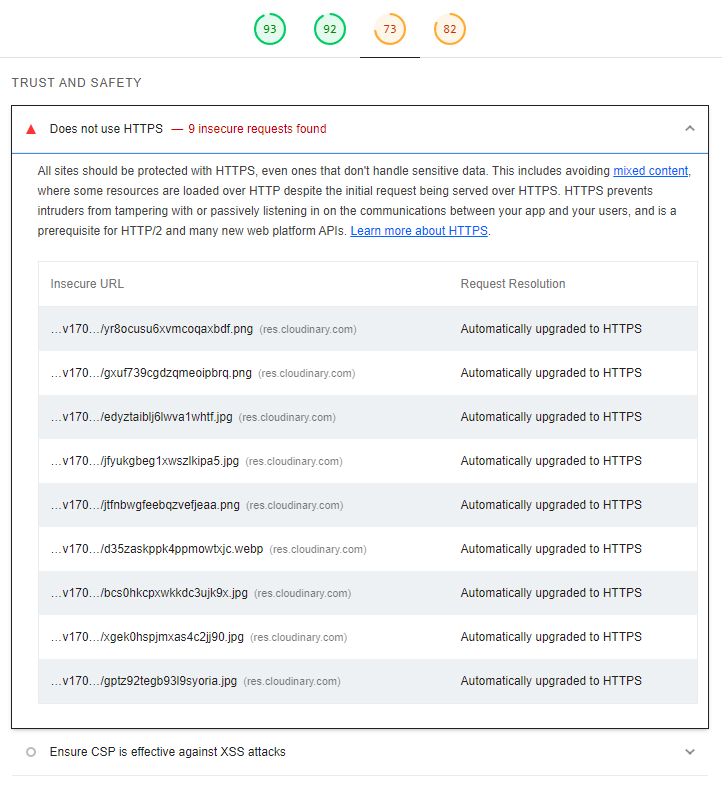 93 92 73 82
TRUST AND SAFETY
Does not use HTTPS — 9 insecure requests found
All sites should be protected with HTTPS, even ones that don't handle sensitive data. This includes avoiding mixed content,
where some resources are loaded over HTTP despite the initial request being served over HTTPS. HTTPS prevents
intruders from tampering with or passively listening in on the communications between your app and your users, and is a
prerequisite for HTTP/2 and many new web platform APIs. Learn more about HTTPS.
Insecure URL Request Resolution
…v170…/yr8ocusu6xvmcoqaxbdf.png (res.cloudinary.com) Automatically upgraded to HTTPS
…v170…/gxuf739cgdzqmeoipbrq.png (res.cloudinary.com) Automatically upgraded to HTTPS
…v170…/edyztaiblj6lwva1whtf.jpg (res.cloudinary.com) Automatically upgraded to HTTPS
…v170…/jfyukgbeg1xwszlkipa5.jpg (res.cloudinary.com) Automatically upgraded to HTTPS
…v170…/jtfnbwgfeebqzvefjeaa.png (res.cloudinary.com) Automatically upgraded to HTTPS
…v170…/d35zaskppk4ppmowtxjc.webp (res.cloudinary.com) Automatically upgraded to HTTPS
…v170…/bcs0hkcpxwkkdc3ujk9x.jpg (res.cloudinary.com) Automatically upgraded to HTTPS
…v170…/xgek0hspjmxas4c2jj90.jpg (res.cloudinary.com) Automatically upgraded to HTTPS
…v170…/gptz92tegb93l9syoria.jpg (res.cloudinary.com) Automatically upgraded to HTTPS
Ensure CSP is effective against XSS attacks